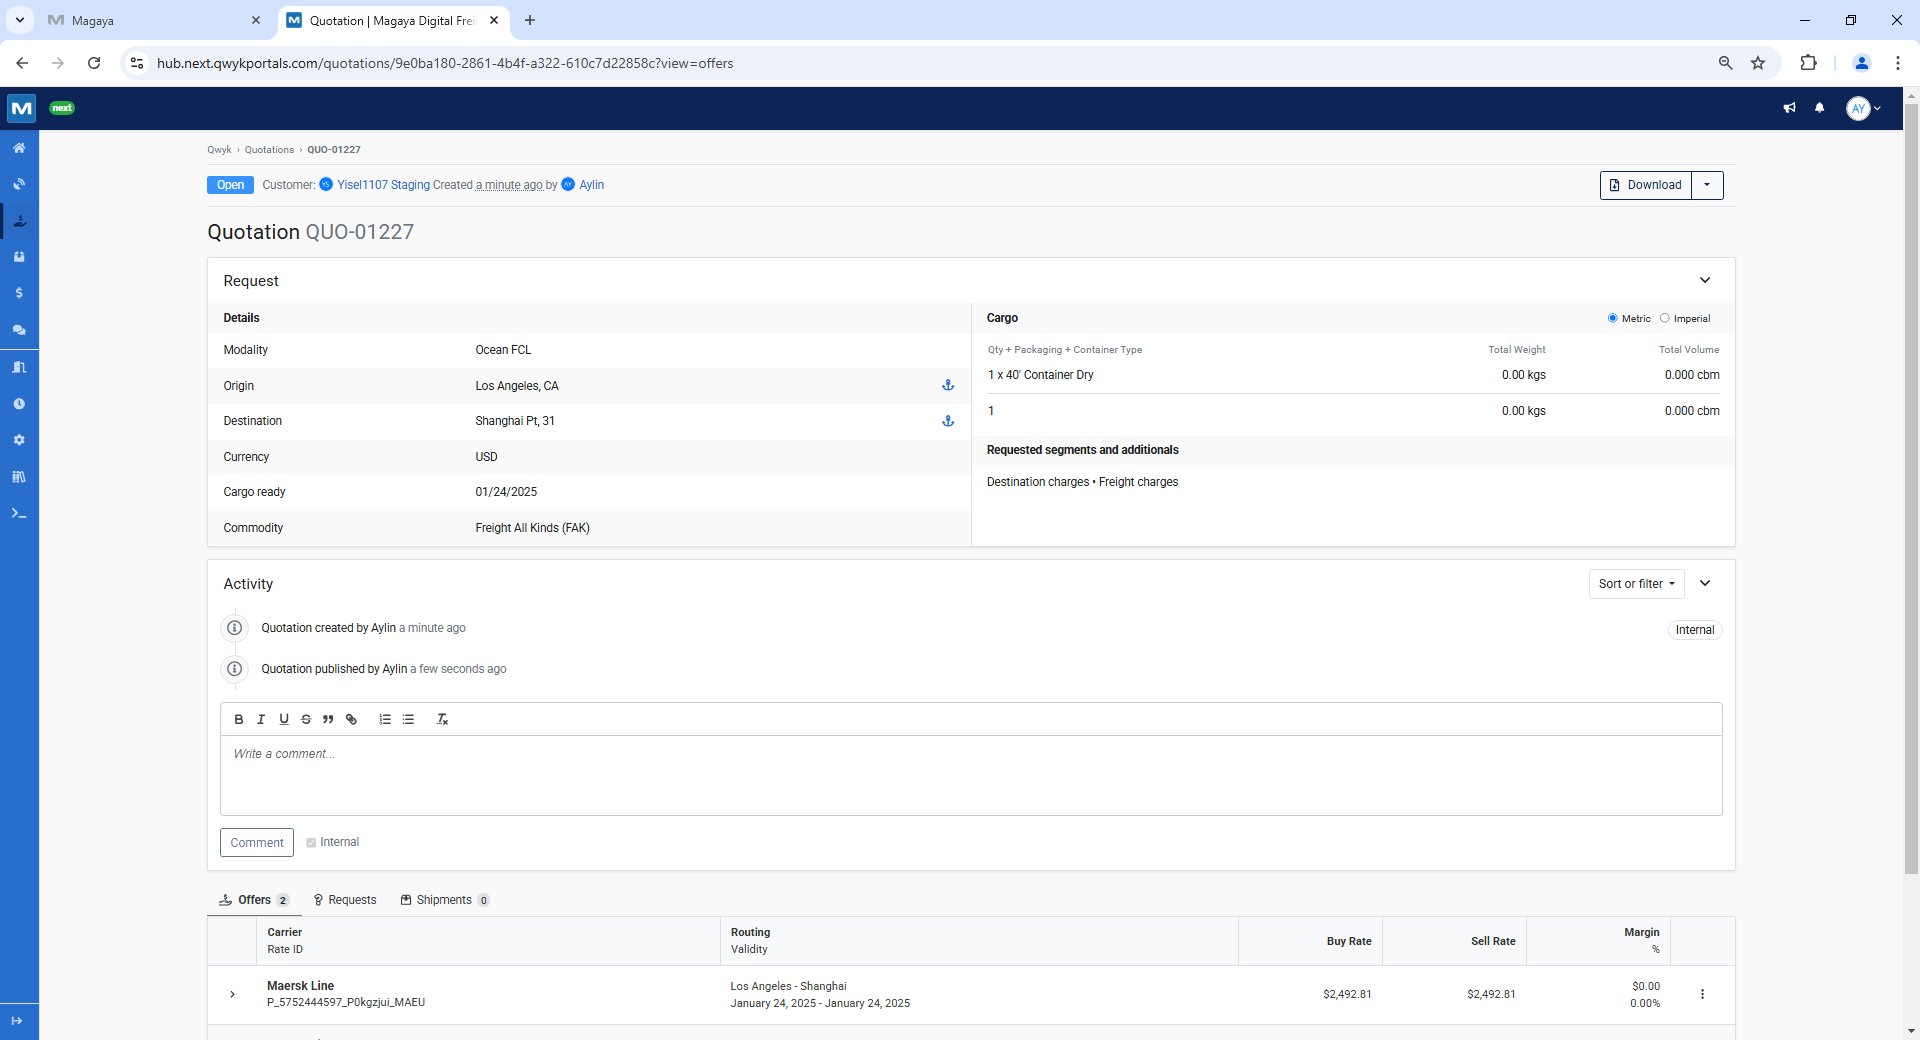 Magaya
Quotation | Magaya Digital Frei
hub.next.qwykportals.com/quotations/9e0ba180-2861-4b4f-a322-610c7d22858c?view=offers
M next AY
Qwyk › Quotations › QUO-01227
Open Customer: YS Yisel1107 Staging Created a minute ago by AY Aylin
Download
Quotation QUO-01227
Request
Details
Modality Ocean FCL
Origin Los Angeles, CA
Destination Shanghai Pt, 31
Currency USD
Cargo ready 01/24/2025
Commodity Freight All Kinds (FAK)
Cargo Metric Imperial
Qty + Packaging + Container Type Total Weight Total Volume
1 x 40' Container Dry 0.00 kgs 0.000 cbm
1 0.00 kgs 0.000 cbm
Requested segments and additionals
Destination charges • Freight charges
Activity Sort or filter
Quotation created by Aylin a minute ago Internal
Quotation published by Aylin a few seconds ago
Write a comment...
Comment Internal
Offers 2 Requests Shipments 0
Carrier Routing Buy Rate Sell Rate Margin
Rate ID Validity %
Maersk Line Los Angeles - Shanghai $2,492.81 $2,492.81 $0.00
P_5752444597_P0kgzjui_MAEU January 24, 2025 - January 24, 2025 0.00%